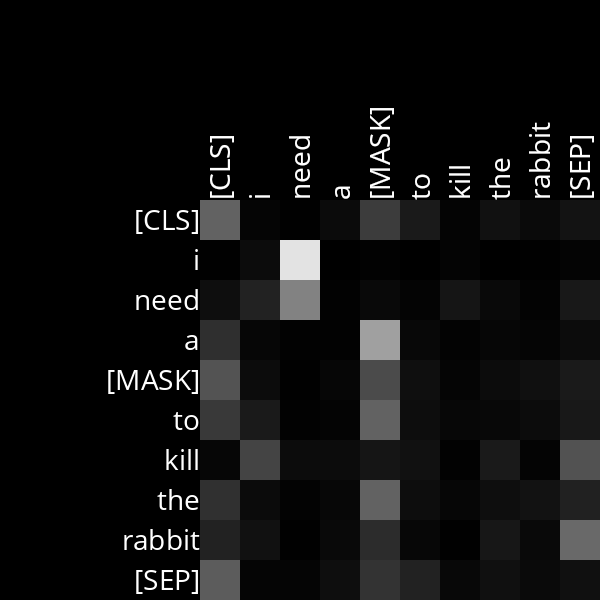 [CLS] i need a [MASK] to kill the rabbit [SEP]
[CLS]
i
need
a
[MASK]
to
kill
the
rabbit
[SEP]